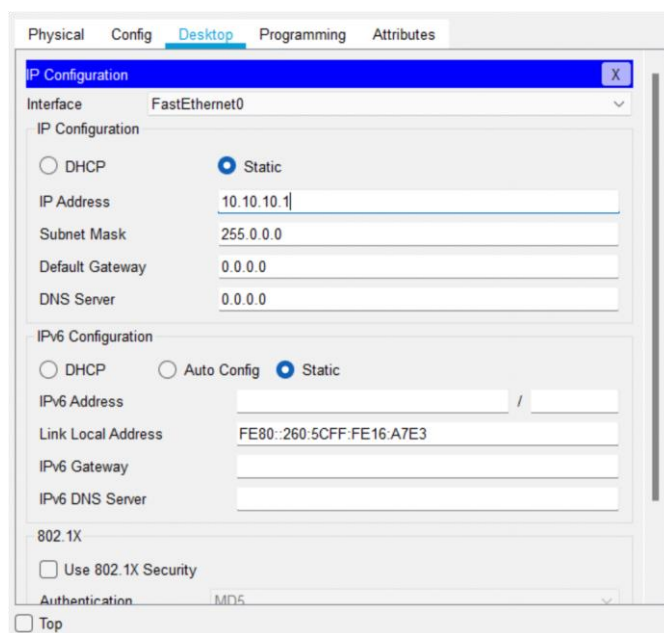 Physical Config Desktop Programming Attributes
IP Configuration X
Interface FastEthernet0
IP Configuration
DHCP Static
IP Address 10.10.10.1
Subnet Mask 255.0.0.0
Default Gateway 0.0.0.0
DNS Server 0.0.0.0
IPv6 Configuration
DHCP Auto Config Static
IPv6 Address /
Link Local Address FE80::260:5CFF:FE16:A7E3
IPv6 Gateway
IPv6 DNS Server
802.1X
Use 802.1X Security
Authentication MD5
Top